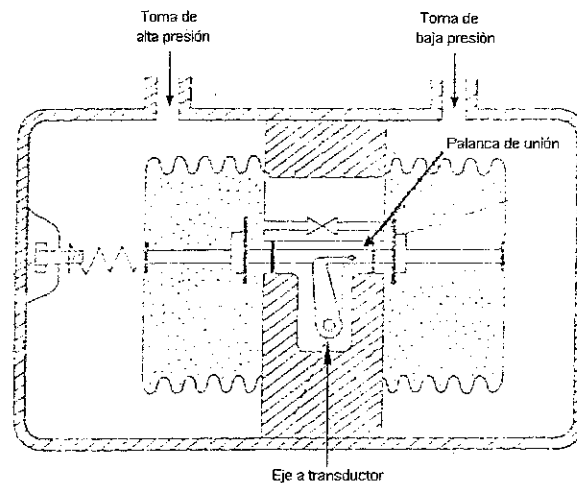 Toma de
alta presión
Toma de
baja presión
Palanca de unión
Eje a transductor